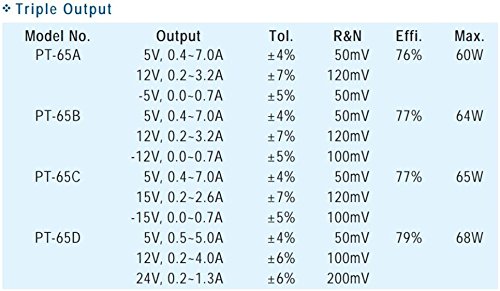 ❖ Triple Output
Model No. Output Tol. R&N Effi. Max.
PT-65A 5V, 0.4~7.0A ±4% 50mV 76% 60W
12V, 0.2~3.2A ±7% 120mV
-5V, 0.0~0.7A ±5% 50mV
PT-65B 5V, 0.4~7.0A ±4% 50mV 77% 64W
12V, 0.2~3.2A ±7% 120mV
-12V, 0.0~0.7A ±5% 100mV
PT-65C 5V, 0.4~7.0A ±4% 50mV 77% 65W
15V, 0.2~2.6A ±7% 120mV
-15V, 0.0~0.7A ±5% 100mV
PT-65D 5V, 0.5~5.0A ±4% 50mV 79% 68W
12V, 0.2~4.0A ±6% 100mV
24V, 0.2~1.3A ±6% 200mV